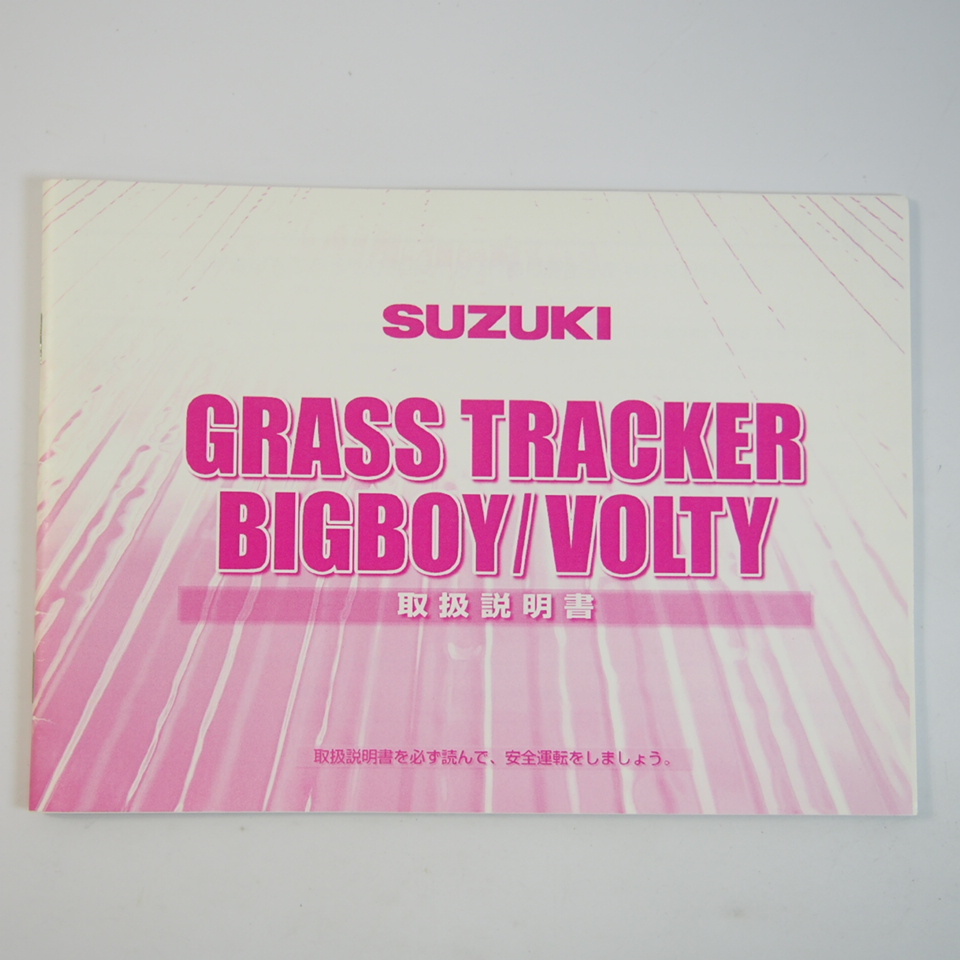 SUZUKI
GRASS TRACKER
BIGBOY/VOLTY
取扱説明書
取扱説明書を必ず読んで、安全運転をしましょう。